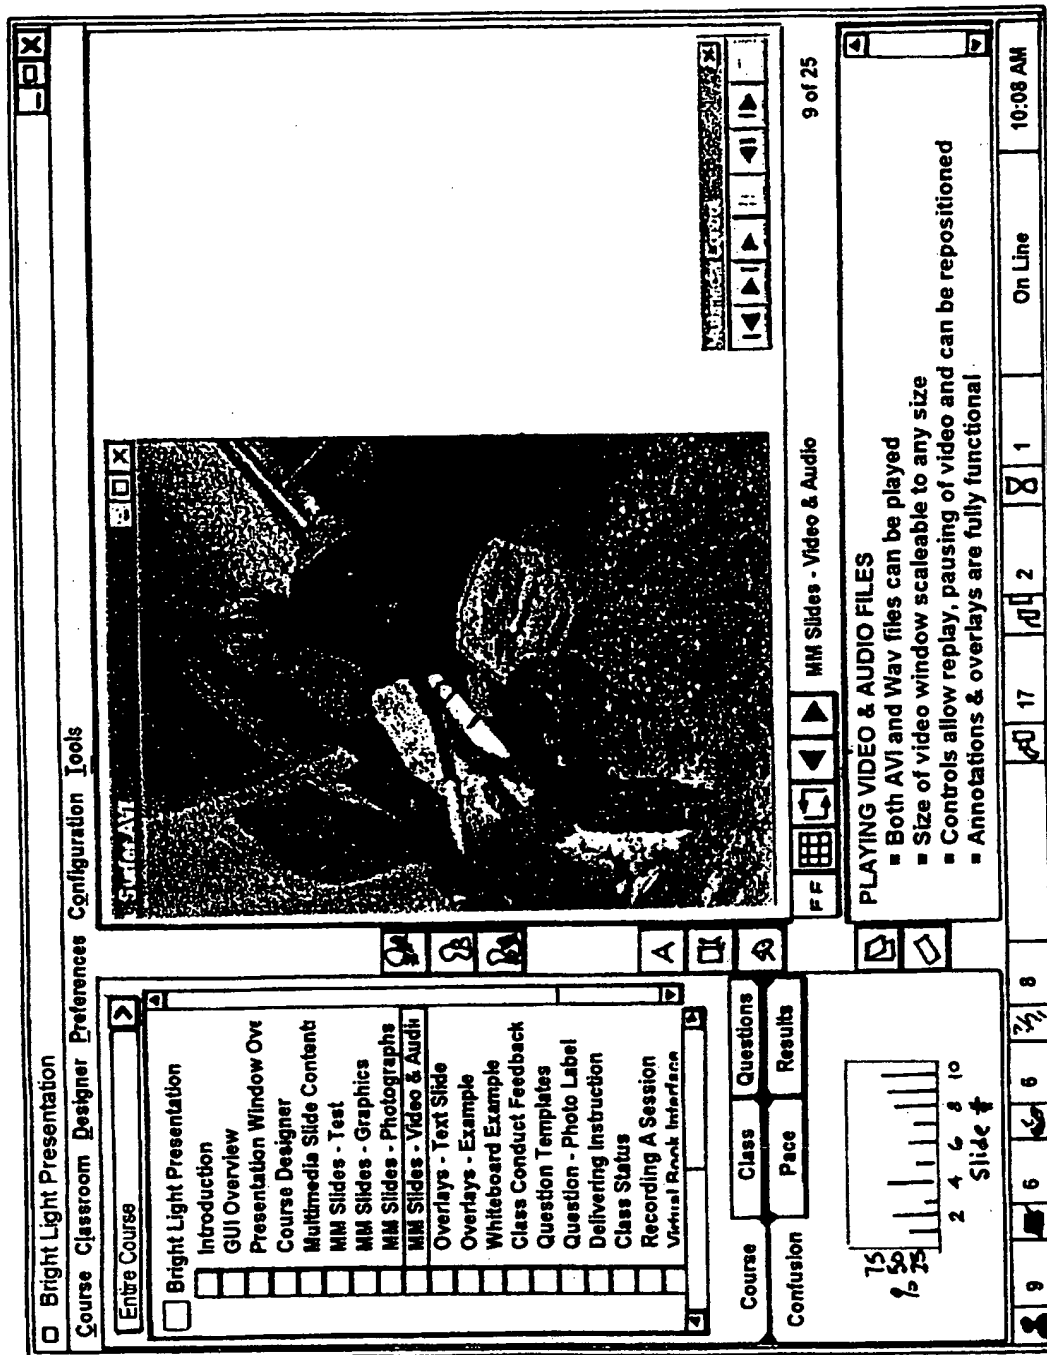 Bright Light Presentation
Course Classroom Designer Preferences Configuration Tools
Entire Course
Bright Light Presentation
Introduction
GUI Overview
Presentation Window Ove
Course Designer
Multimedia Slide Content
MM Slides - Test
MM Slides - Graphics
MM Slides - Photographs
MM Slides - Video & Audi
Overlays - Text Slide
Overlays - Example
Whiteboard Example
Class Conduct Feedback
Question Templates
Question - Photo Label
Delivering Instruction
Class Status
Recording A Session
Virtual Book Interface
Course Class Questions
Confusion Pace Results
75
% 50
25
2 4 6 8 10
Slide #
A
FF
MM Slides - Video & Audio
9 of 25
PLAYING VIDEO & AUDIO FILES
▪ Both AVI and Wav files can be played
▪ Size of video window scaleable to any size
▪ Controls allow replay, pausing of video and can be repositioned
▪ Annotations & overlays are fully functional
9 6 6 8 17 2 1 On Line 10:08 AM